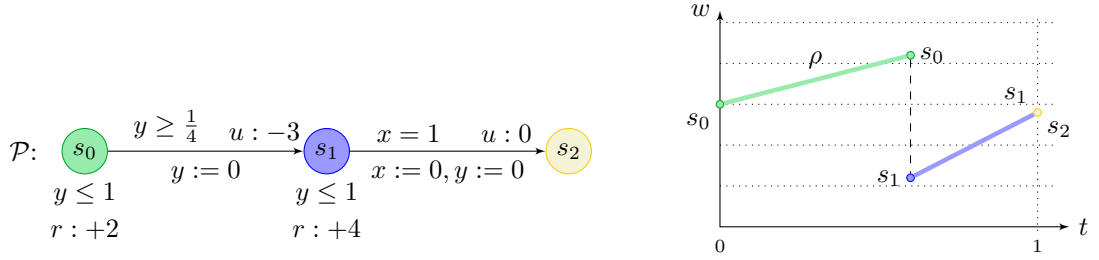 𝒫:
s₀
y ≥ 1/4
u : −3
y := 0
s₁
x = 1
u : 0
x := 0, y := 0
s₂
y ≤ 1
r : +2
y ≤ 1
r : +4
w
ρ
s₀
s₀
s₁
s₁
s₂
t
0
1